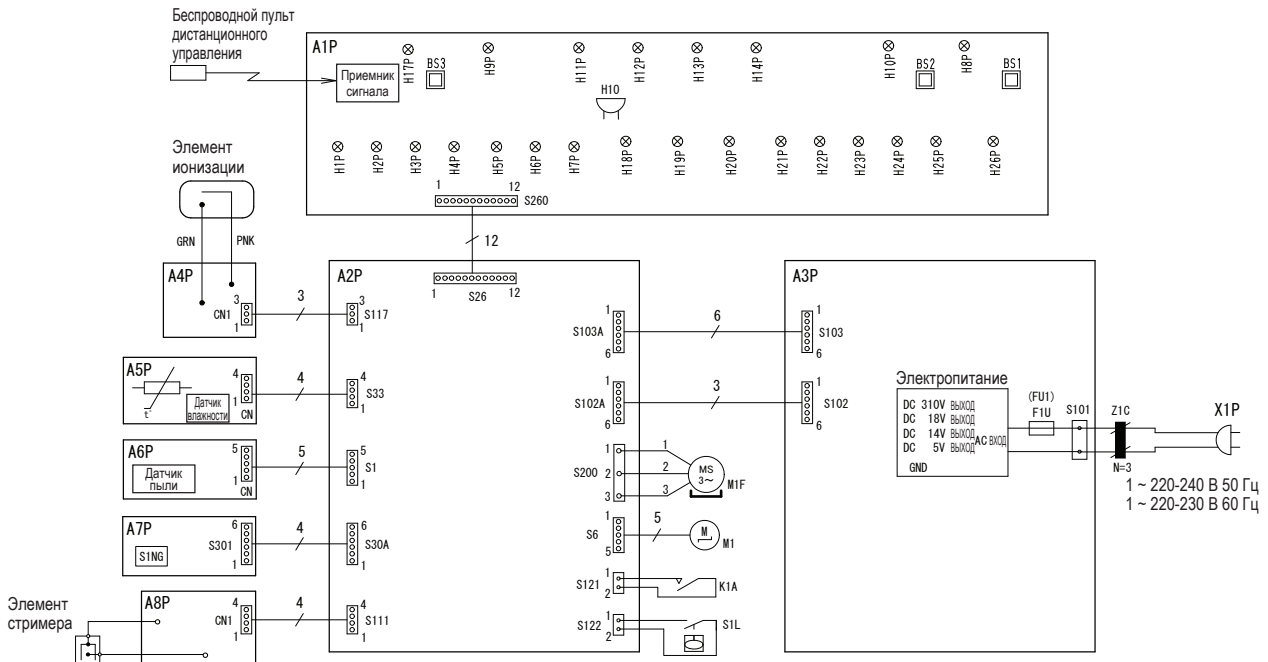 Беспроводной пульт
дистанционного
управления
A1P
Приемник
сигнала
H17P
BS3
H9P
H11P
H12P
H13P
H14P
H10P
BS2
H8P
BS1
H10
H1P
H2P
H3P
H4P
H5P
H6P
H7P
H18P
H19P
H20P
H21P
H22P
H23P
H24P
H25P
H26P
1 12
S260
12
Элемент
ионизации
GRN PNK
A4P
3
CN1
1
3
A2P
1 S26 12
3
S117
1
A5P
t°
Датчик
влажности
4
1
CN
4
4
S33
1
A6P
Датчик
пыли
5
1
CN
5
5
S1
1
A7P
S1NG
6
S301
1
4
6
S30A
1
Элемент
стримера
A8P
4
CN1
1
4
4
S111
1
1
S103A
6
6
1
S102A
6
3
1
S200 2
3
1
2
3
MS
3~
M1F
1
S6
5
5
M
M1
S121 1
2
K1A
S122 1
2
S1L
A3P
1
S103
6
1
S102
6
Электропитание
DC 310V ВЫХОД
DC 18V ВЫХОД
DC 14V ВЫХОД
DC 5V ВЫХОД
AC ВХОД
GND
(FU1)
F1U
S101
Z1C
N=3
X1P
1 ~ 220-240 В 50 Гц
1 ~ 220-230 В 60 Гц